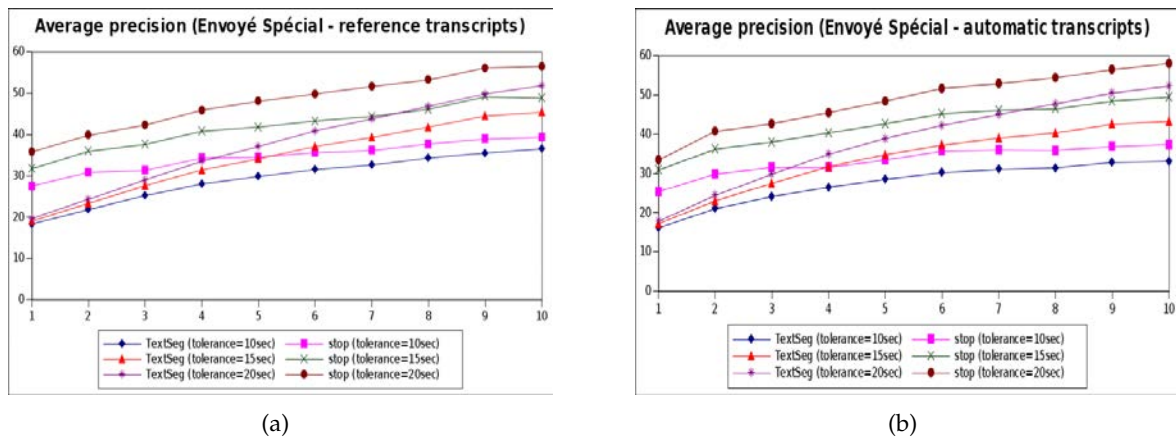 Average precision (Envoyé Spécial - reference transcripts)
60
50
40
30
20
10
0
1 2 3 4 5 6 7 8 9 10
TextSeg (tolerance=10sec) stop (tolerance=10sec)
TextSeg (tolerance=15sec) stop (tolerance=15sec)
TextSeg (tolerance=20sec) stop (tolerance=20sec)
(a)
Average precision (Envoyé Spécial - automatic transcripts)
60
50
40
30
20
10
0
1 2 3 4 5 6 7 8 9 10
TextSeg (tolerance=10sec) stop (tolerance=10sec)
TextSeg (tolerance=15sec) stop (tolerance=15sec)
TextSeg (tolerance=20sec) stop (tolerance=20sec)
(b)